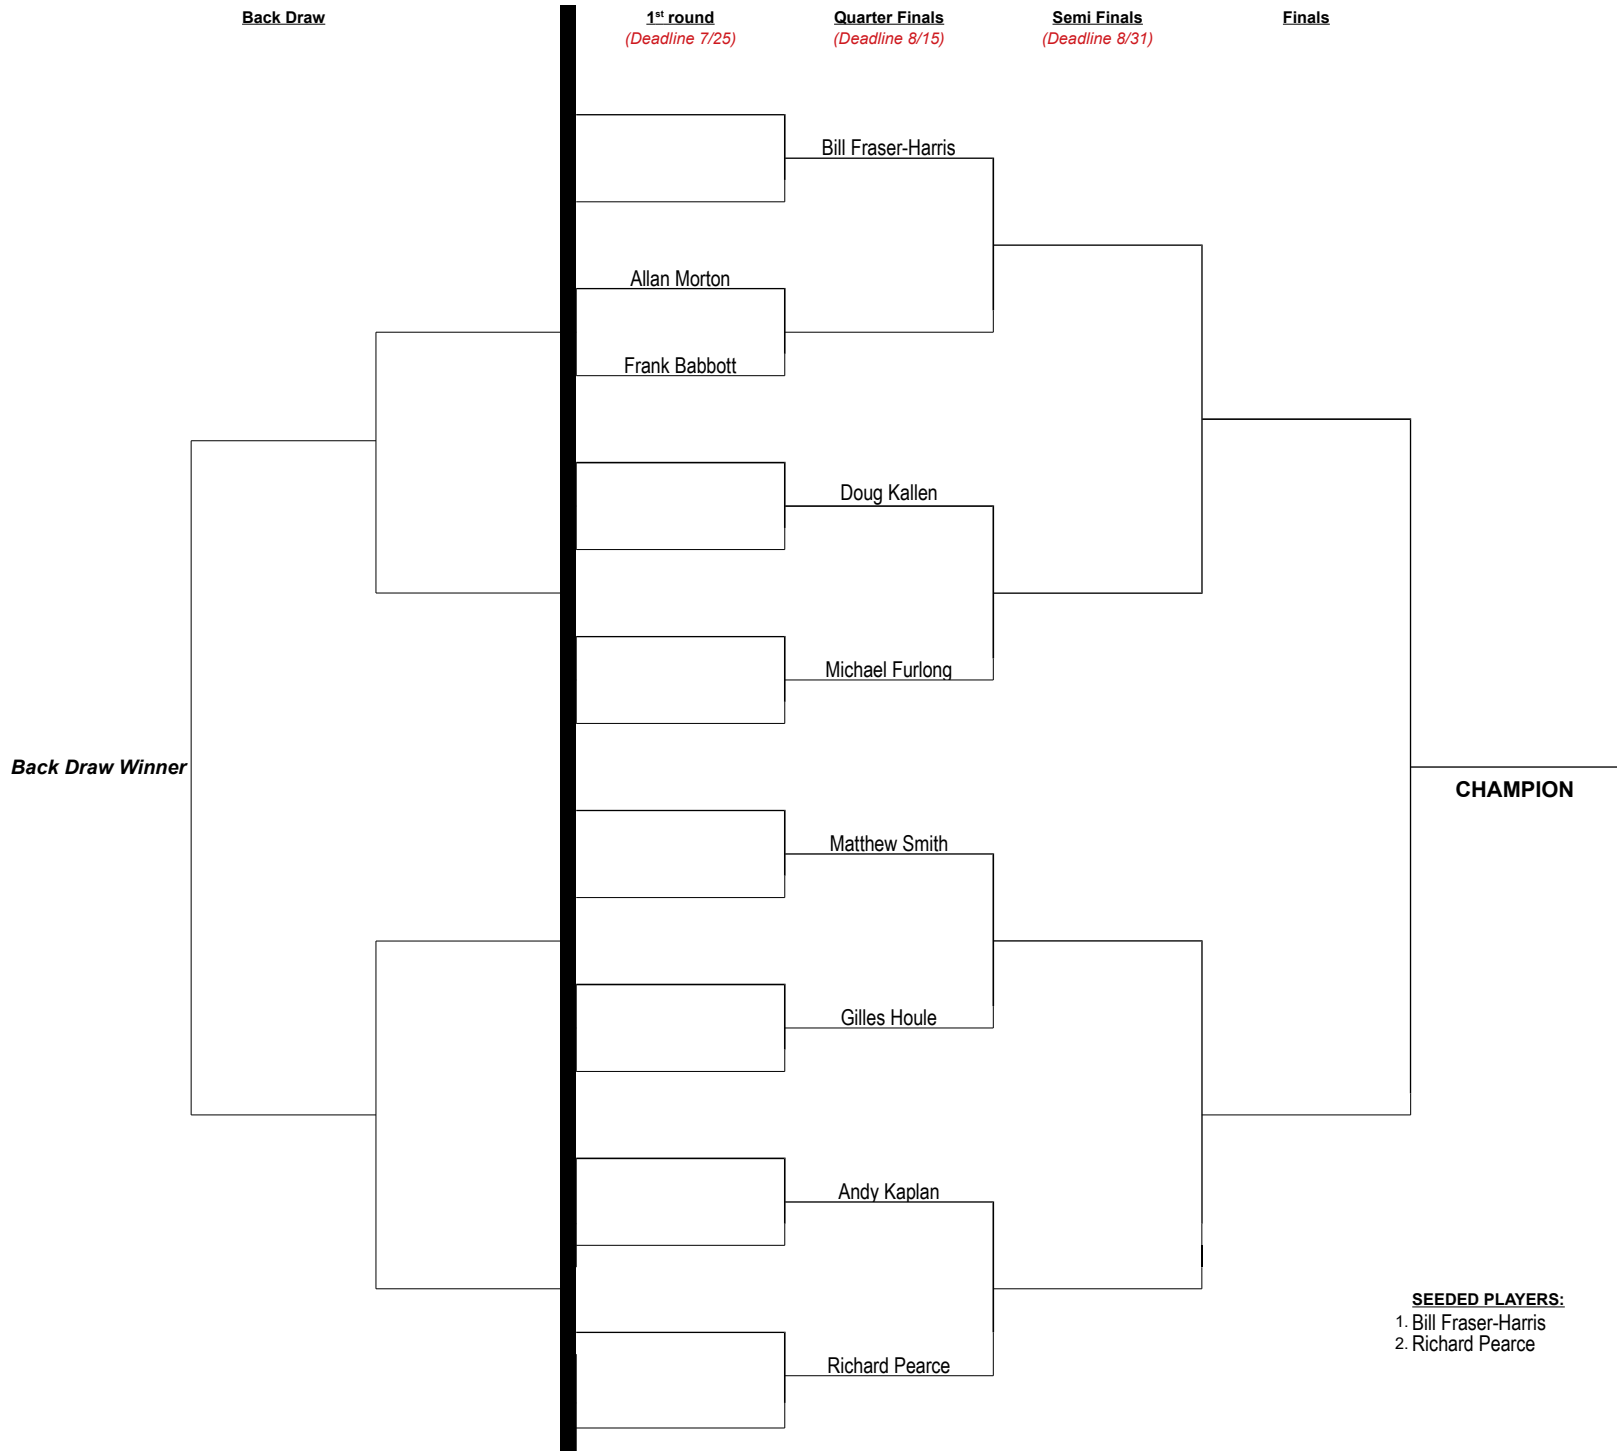 Back Draw
1st round
(Deadline 7/25)
Quarter Finals
(Deadline 8/15)
Semi Finals
(Deadline 8/31)
Finals
Bill Fraser-Harris
Allan Morton
Frank Babbott
Doug Kallen
Michael Furlong
Back Draw Winner
CHAMPION
Matthew Smith
Gilles Houle
Andy Kaplan
Richard Pearce
SEEDED PLAYERS:
1. Bill Fraser-Harris
2. Richard Pearce